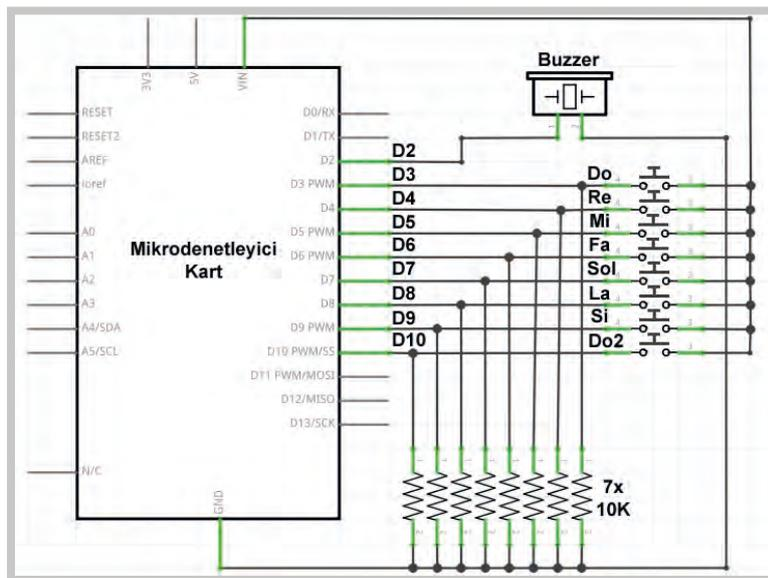 3V3
5V
VIN
Buzzer
1
2
RESET
RESET2
AREF
ioref
A0
A1
A2
A3
A4/SDA
A5/SCL
N/C
Mikrodenetleyici
Kart
D0/RX
D1/TX
D2
D3 PWM
D4
D5 PWM
D6 PWM
D7
D8
D9 PWM
D10 PWM/SS
D11 PWM/MOSI
D12/MISO
D13/SCK
GND
D2
D3
D4
D5
D6
D7
D8
D9
D10
Do
Re
Mi
Fa
Sol
La
Si
Do2
7x
10K